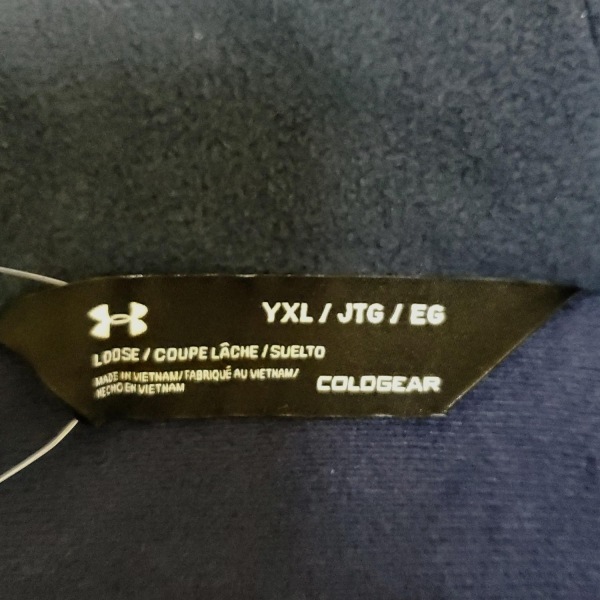 YXL / JTG / EG
LOOSE / COUPE LÂCHE / SUELTO
MADE IN VIETNAM/ FABRIQUÉ AU VIETNAM/
HECHO EN VIETNAM
COLDGEAR